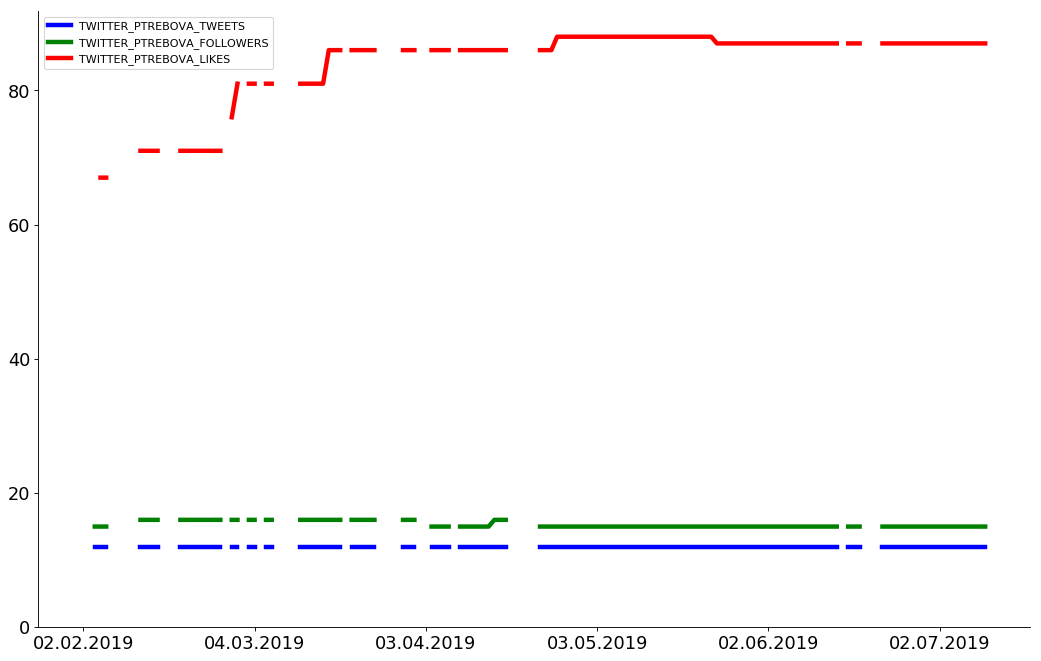 TWITTER_PTREBOVA_TWEETS
TWITTER_PTREBOVA_FOLLOWERS
TWITTER_PTREBOVA_LIKES
80
60
40
20
0
02.02.2019 04.03.2019 03.04.2019 03.05.2019 02.06.2019 02.07.2019